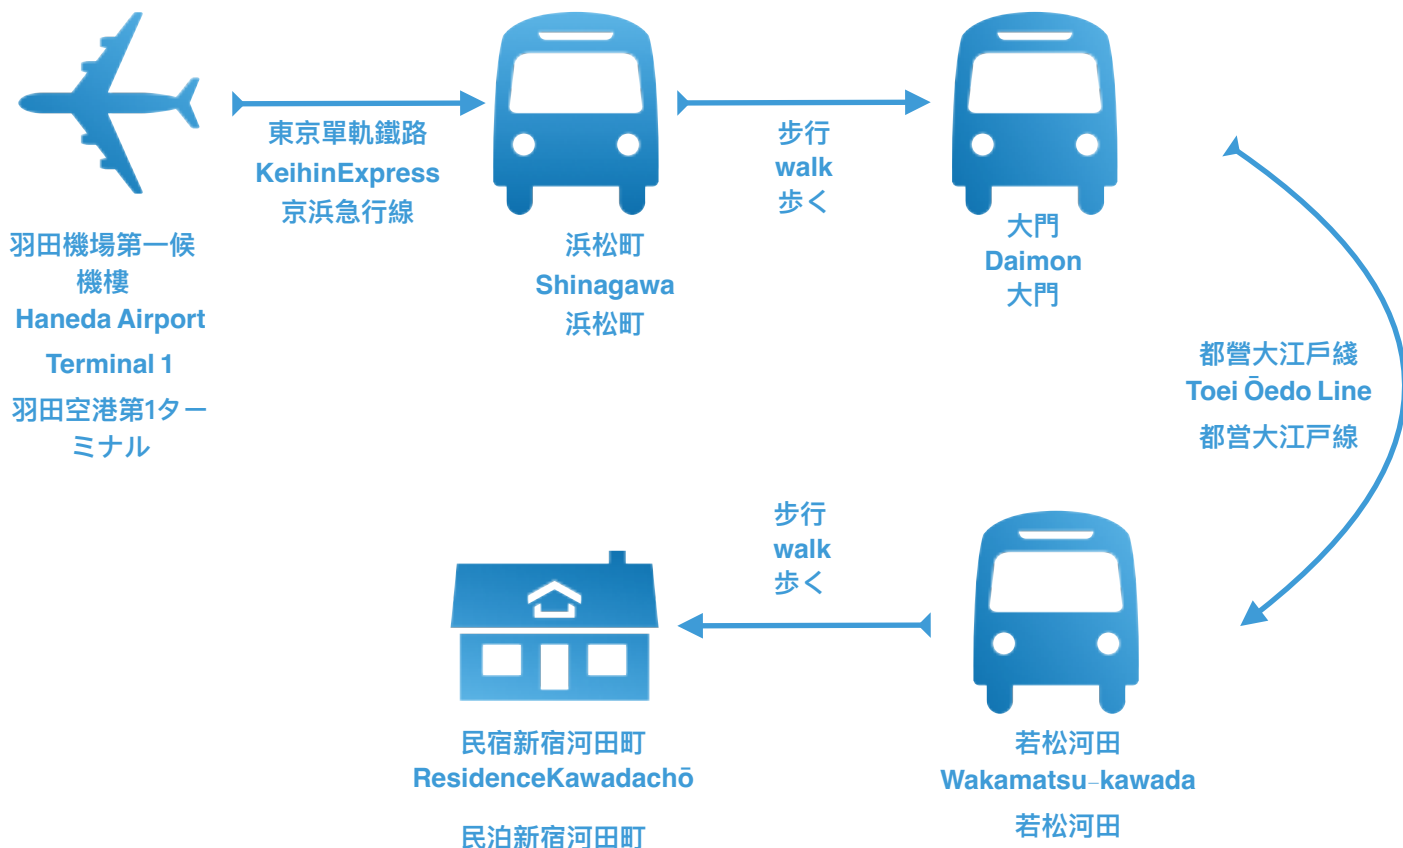 東京單軌鐵路
KeihinExpress
京浜急行線
步行
walk
歩く
羽田機場第一候
機樓
Haneda Airport
Terminal 1
羽田空港第1ター
ミナル
浜松町
Shinagawa
浜松町
大門
Daimon
大門
都營大江戶綫
Toei Ōedo Line
都営大江戸線
步行
walk
歩く
民宿新宿河田町
ResidenceKawadachō
民泊新宿河田町
若松河田
Wakamatsu-kawada
若松河田